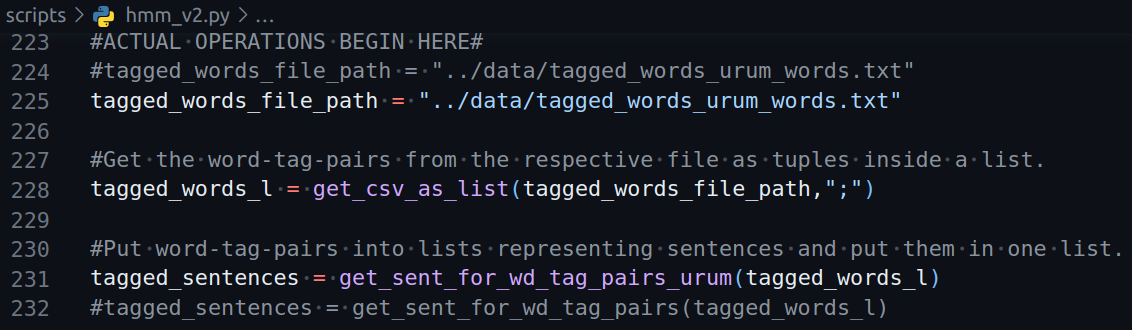 scripts > hmm_v2.py > ...
223 #ACTUAL OPERATIONS BEGIN HERE#
224 #tagged_words_file_path = "../data/tagged_words_urum_words.txt"
225 tagged_words_file_path = "../data/tagged_words_urum_words.txt"
226
227 #Get the word-tag-pairs from the respective file as tuples inside a list.
228 tagged_words_l = get_csv_as_list(tagged_words_file_path,";")
229
230 #Put word-tag-pairs into lists representing sentences and put them in one list.
231 tagged_sentences = get_sent_for_wd_tag_pairs_urum(tagged_words_l)
232 #tagged_sentences = get_sent_for_wd_tag_pairs(tagged_words_l)